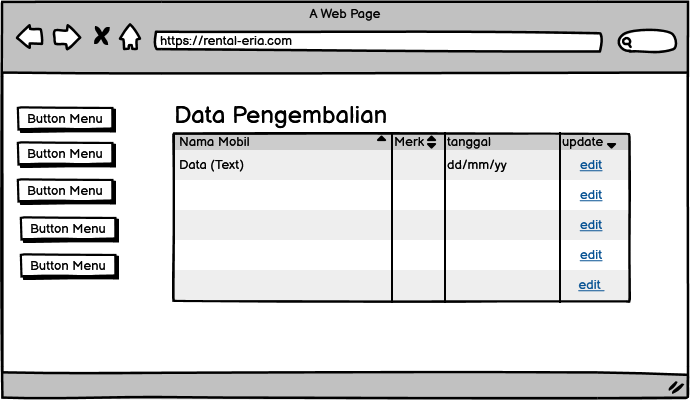 A Web Page
https://rental-eria.com
Button Menu
Button Menu
Button Menu
Button Menu
Button Menu
Data Pengembalian
Nama Mobil Merk tanggal update
Data (Text) dd/mm/yy edit
edit
edit
edit
edit